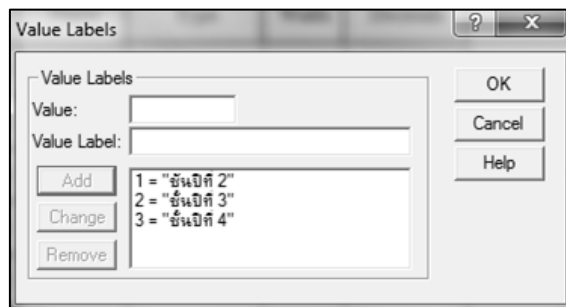 Value Labels
Value Labels
Value:
Value Label:
OK
Cancel
Help
Add
Change
Remove
1 = "ชั้นปีที่ 2"
2 = "ชั้นปีที่ 3"
3 = "ชั้นปีที่ 4"